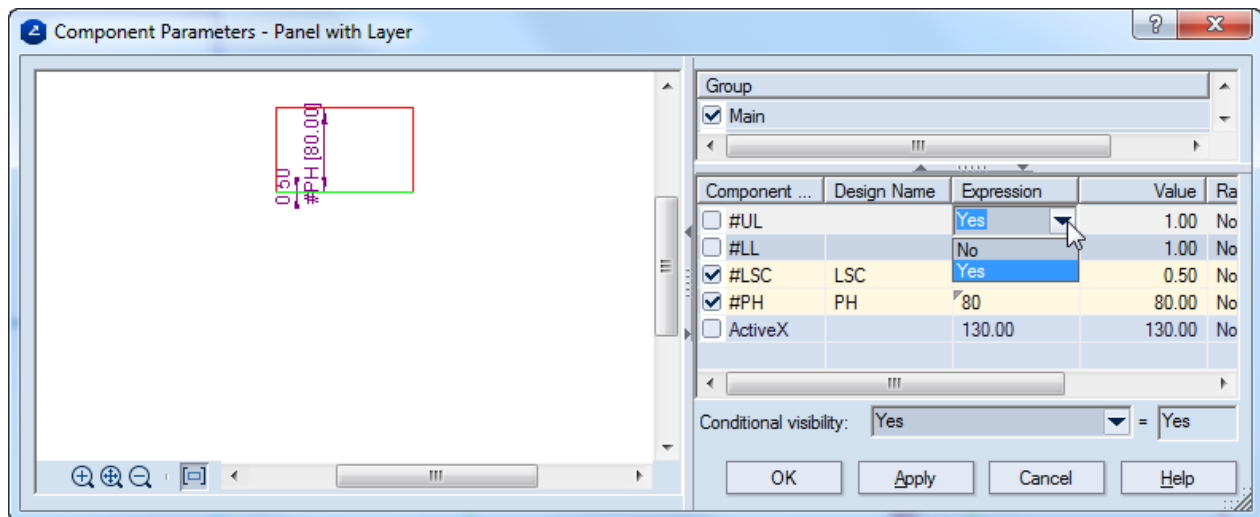 Component Parameters - Panel with Layer
#PH [80.00]
Group
Main
Component ... Design Name Expression Value Ra
#UL Yes 1.00 No
#LL No 1.00 No
Yes
#LSC LSC 0.50 No
#PH PH 80 80.00 No
ActiveX 130.00 130.00 No
Conditional visibility: Yes = Yes
OK Apply Cancel Help